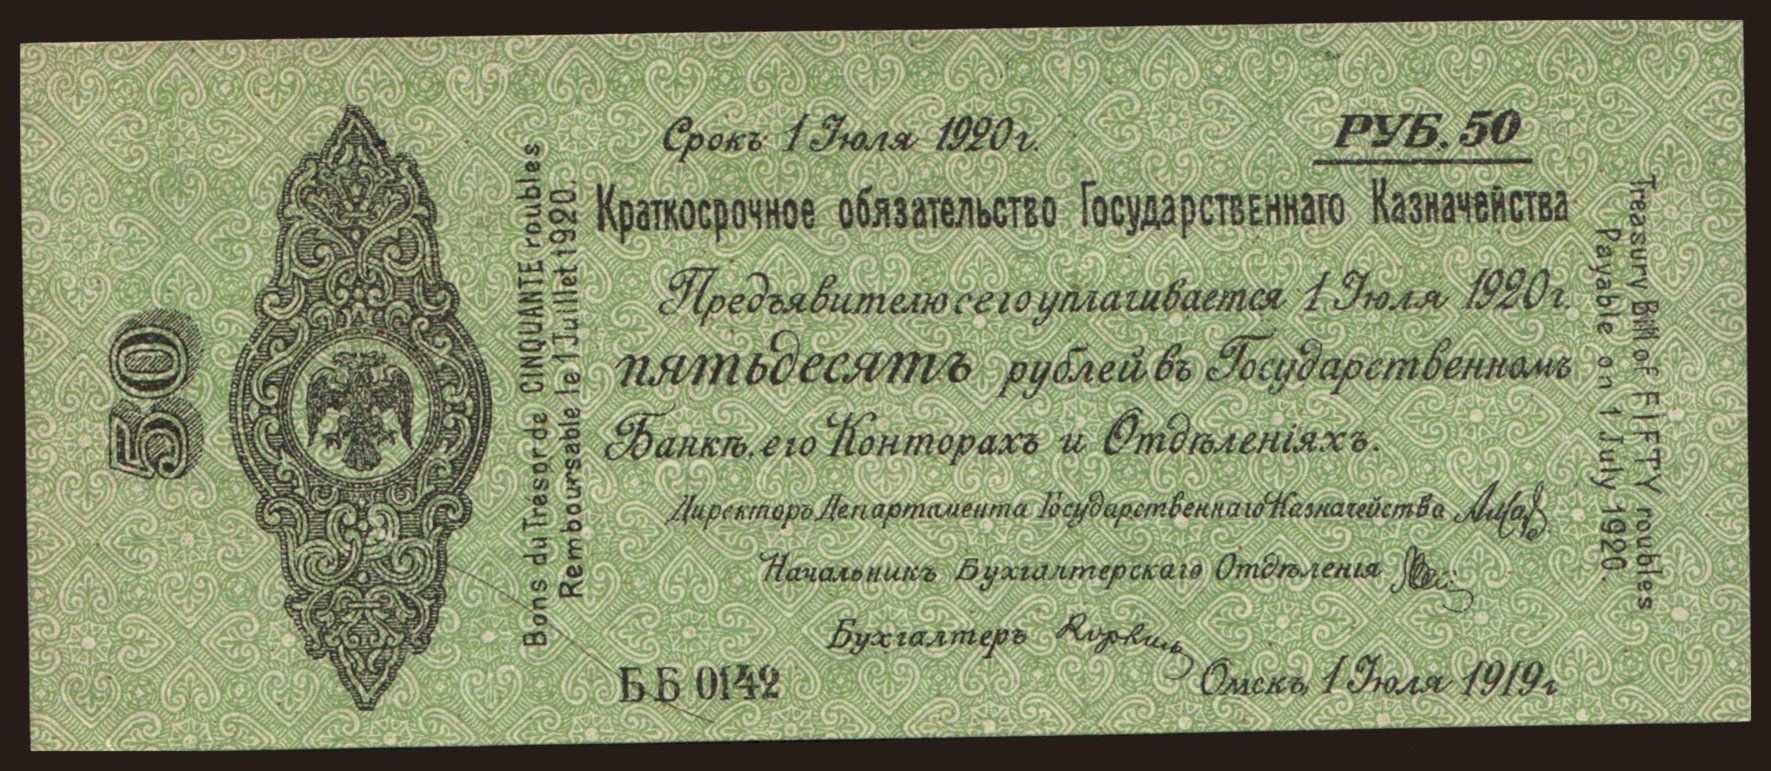 50
Bons du Trésor de CINQUANTE roubles
Remboursable le 1 Juillet 1920.
Срокъ 1 Іюля 1920 г.
РУБ. 50
Краткосрочное обязательство Государственнаго Казначейства
Предъявителю сего уплачивается 1 Іюля 1920 г.
пятьдесятъ рублей въ Государственномъ
Банкѣ, его Конторахъ и Отдѣленіяхъ.
Директоръ Департамента Государственнаго Казначейства
Начальникъ Бухгалтерскаго Отдѣленія
Бухгалтеръ
ББ 0142
Омскъ, 1 Іюля 1919 г
Treasury Bill of FIFTY roubles
Payable on 1 July 1920.